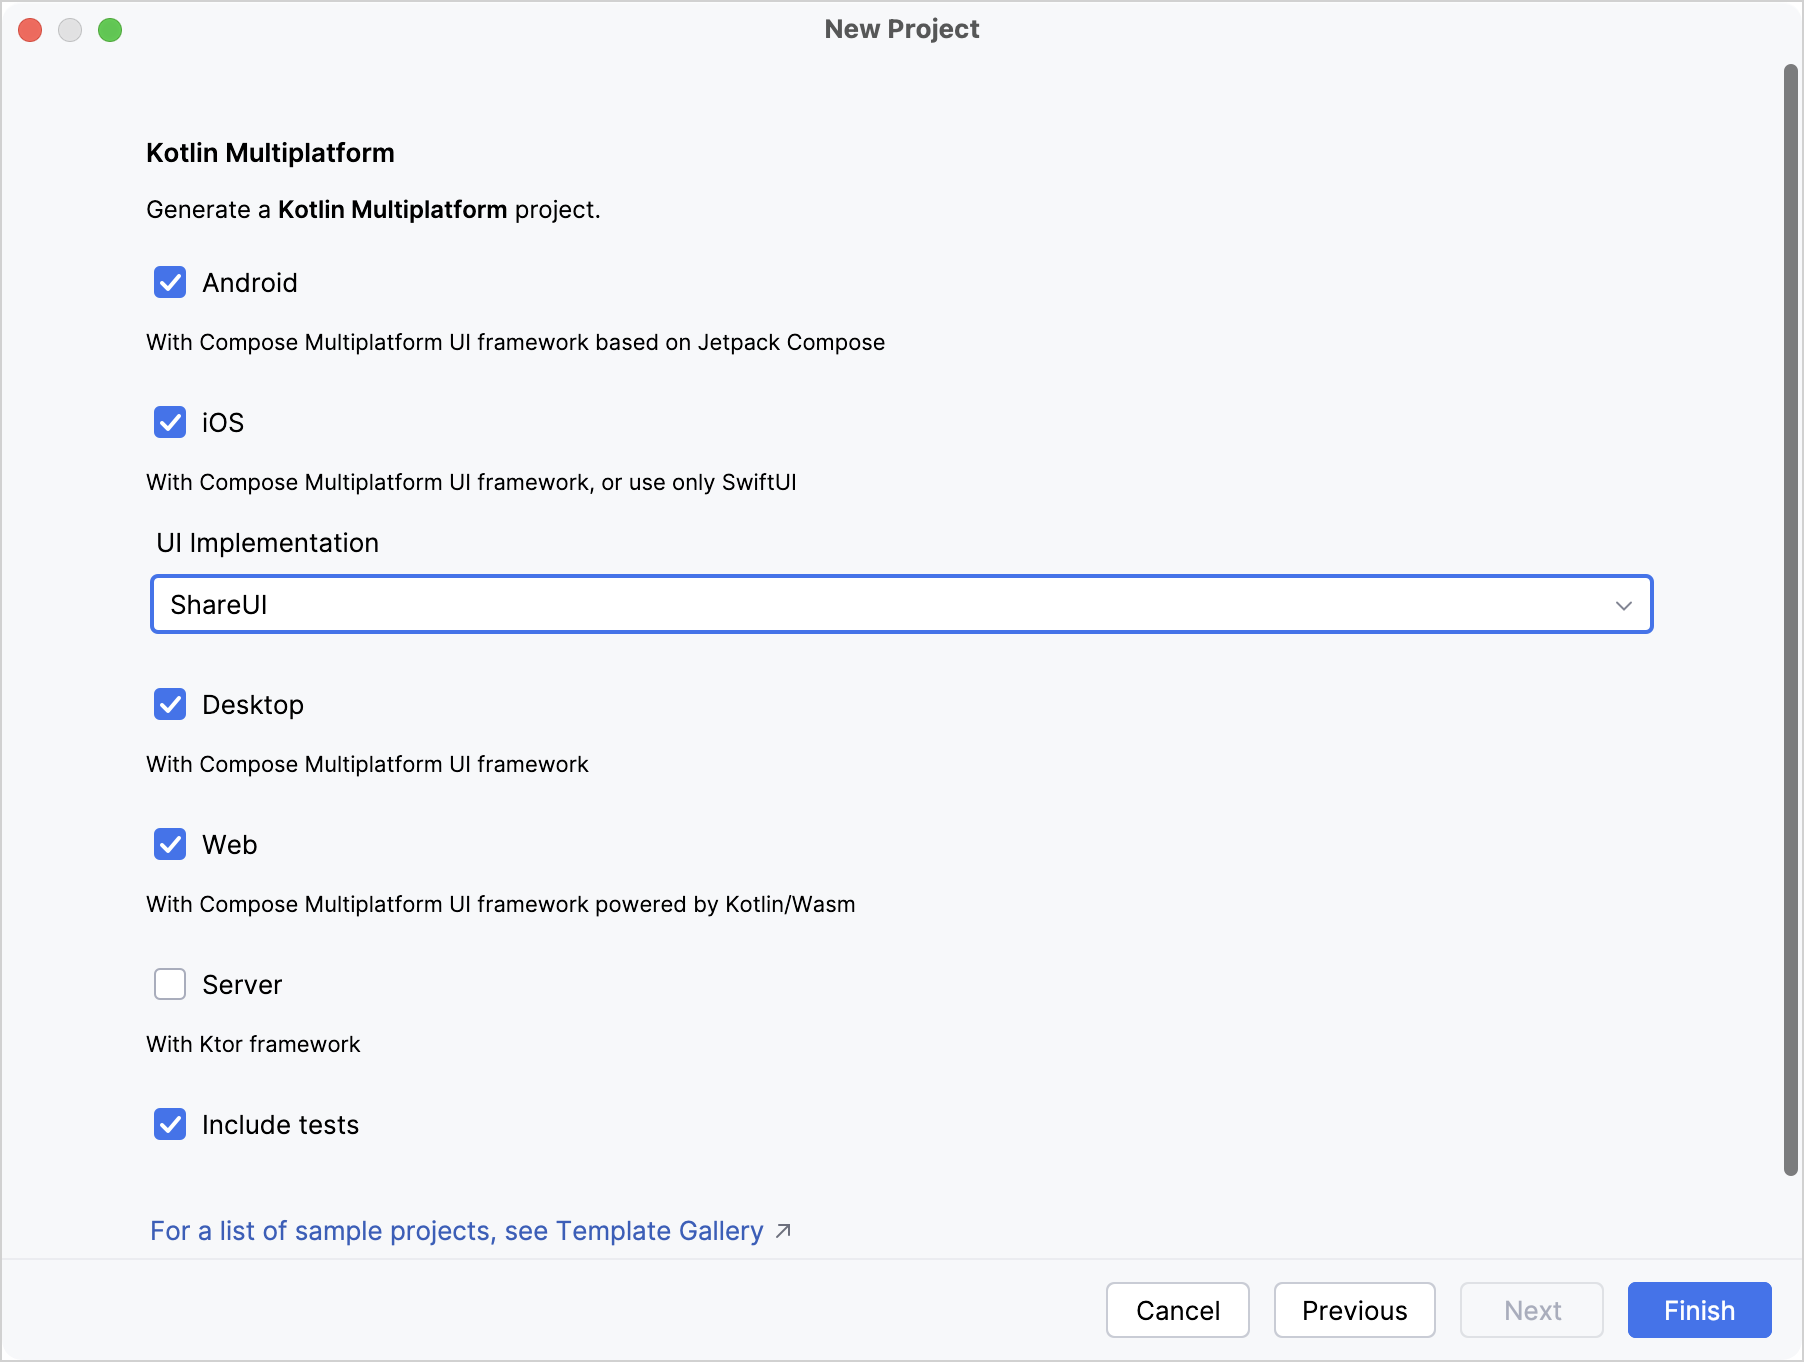 New Project
Kotlin Multiplatform
Generate a Kotlin Multiplatform project.
Android
With Compose Multiplatform UI framework based on Jetpack Compose
iOS
With Compose Multiplatform UI framework, or use only SwiftUI
UI Implementation
ShareUI
Desktop
With Compose Multiplatform UI framework
Web
With Compose Multiplatform UI framework powered by Kotlin/Wasm
Server
With Ktor framework
Include tests
For a list of sample projects, see Template Gallery ↗
Cancel Previous Next Finish